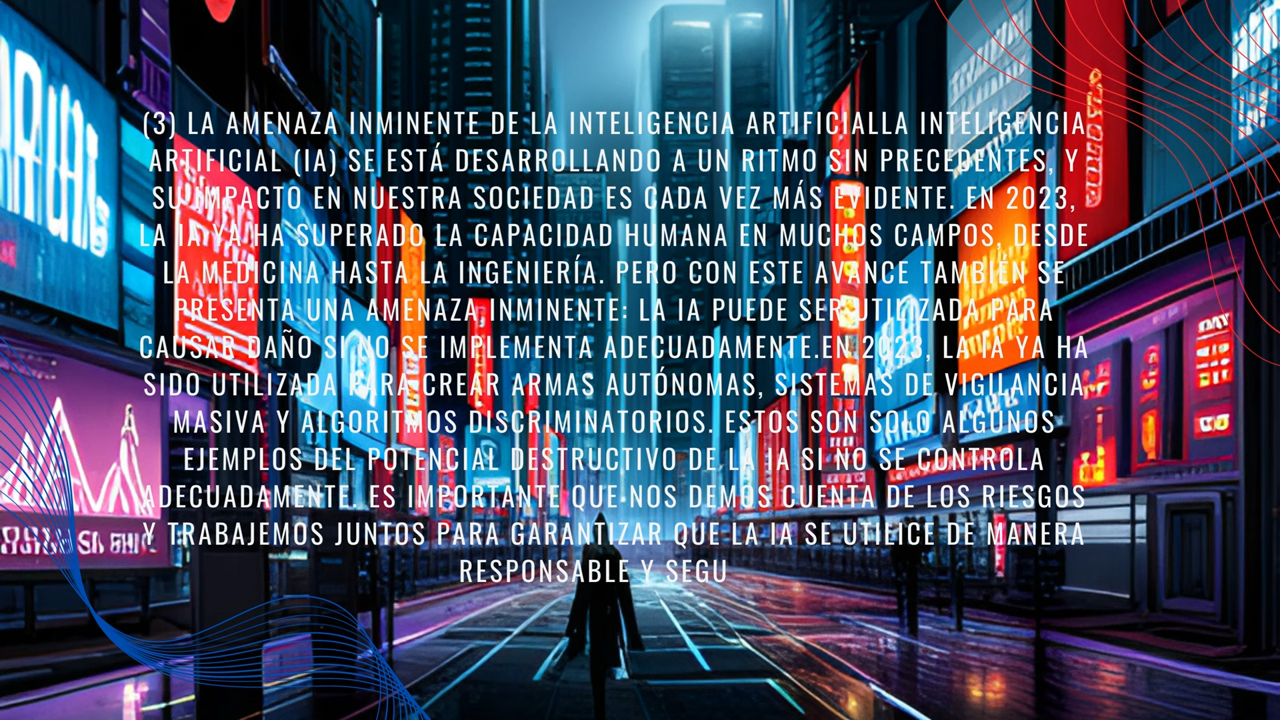 (3) LA AMENAZA INMINENTE DE LA INTELIGENCIA ARTIFICIALLA INTELIGENCIA
ARTIFICIAL (IA) SE ESTÁ DESARROLLANDO A UN RITMO SIN PRECEDENTES, Y
SU IMPACTO EN NUESTRA SOCIEDAD ES CADA VEZ MÁS EVIDENTE. EN 2023,
LA IA YA HA SUPERADO LA CAPACIDAD HUMANA EN MUCHOS CAMPOS, DESDE
LA MEDICINA HASTA LA INGENIERÍA. PERO CON ESTE AVANCE TAMBIÉN SE
PRESENTA UNA AMENAZA INMINENTE: LA IA PUEDE SER UTILIZADA PARA
CAUSAR DAÑO SI NO SE IMPLEMENTA ADECUADAMENTE.EN 2023, LA IA YA HA
SIDO UTILIZADA PARA CREAR ARMAS AUTÓNOMAS, SISTEMAS DE VIGILANCIA
MASIVA Y ALGORITMOS DISCRIMINATORIOS. ESTOS SON SOLO ALGUNOS
EJEMPLOS DEL POTENCIAL DESTRUCTIVO DE LA IA SI NO SE CONTROLA
ADECUADAMENTE. ES IMPORTANTE QUE NOS DEMOS CUENTA DE LOS RIESGOS
Y TRABAJEMOS JUNTOS PARA GARANTIZAR QUE LA IA SE UTILICE DE MANERA
RESPONSABLE Y SEGU